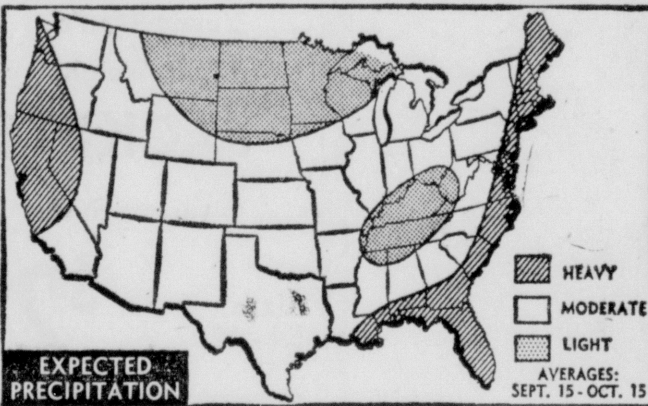 HEAVY
MODERATE
LIGHT
AVERAGES:
SEPT. 15 - OCT. 15
EXPECTED
PRECIPITATION